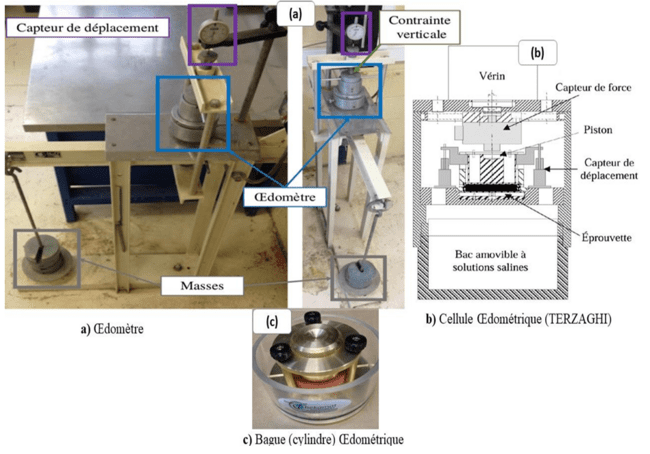 (a)
Capteur de déplacement
Contrainte
verticale
Œdomètre
Masses
a) Œdomètre
(b)
Vérin
Capteur de force
Piston
Capteur de
déplacement
Éprouvette
Bac amovible à
solutions salines
b) Cellule Œdométrique (TERZAGHI)
(c)
c) Bague (cylindre) Œdométrique